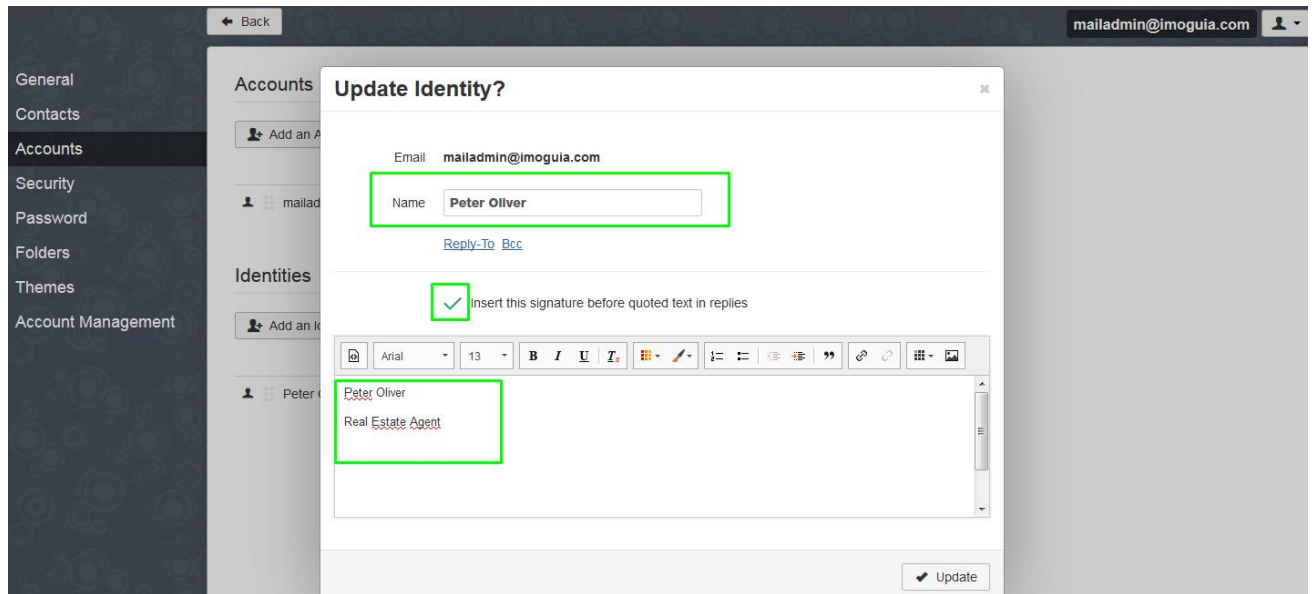 Back
mailadmin@imoguia.com
General
Contacts
Accounts
Security
Password
Folders
Themes
Account Management
Accounts
Add an A
mailad
Identities
Add an Id
Peter O
Update Identity?
Email mailadmin@imoguia.com
Name Peter Oliver
Reply-To Bcc
Insert this signature before quoted text in replies
Arial 13 B I U Tx
Peter Oliver
Real Estate Agent
Update